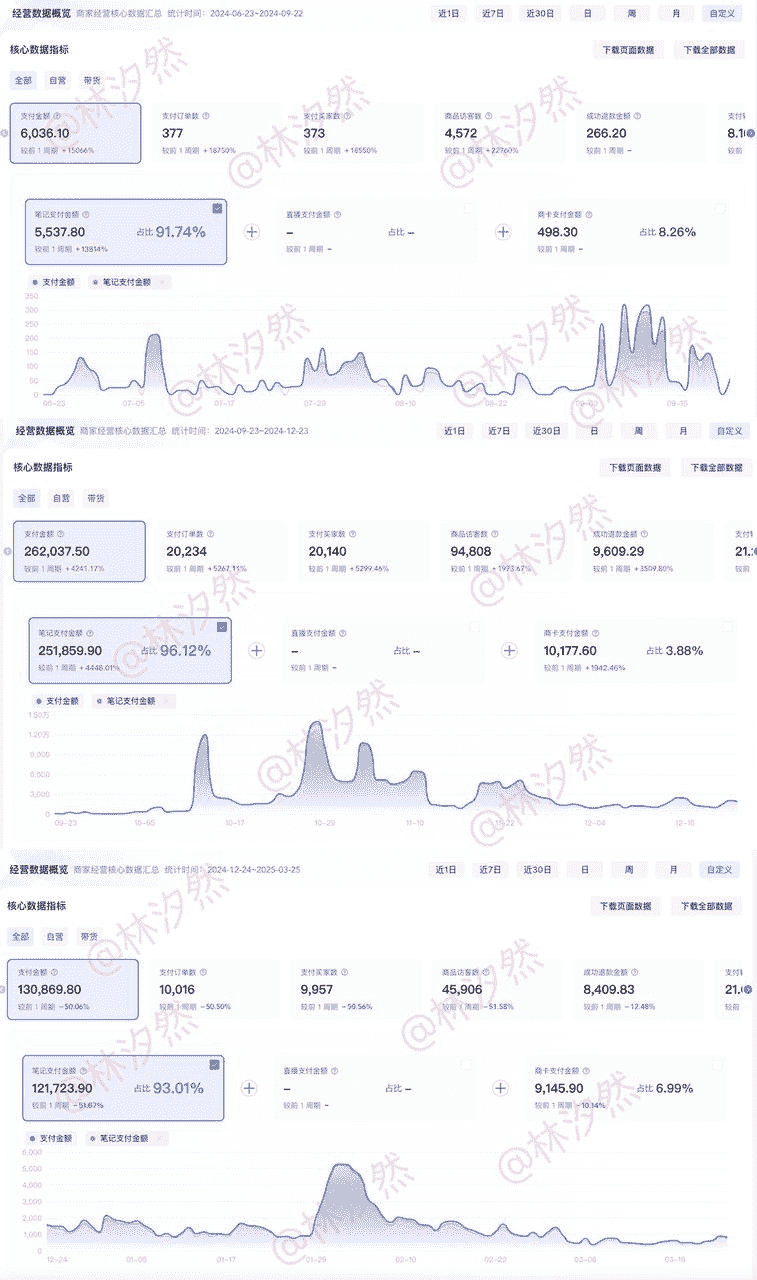 经营数据概览 商家经营核心数据汇总 统计时间：2024-06-23~2024-09-22 近1日 近7日 近30日 日 周 月 自定义
核心数据指标 下载页面数据 下载全部数据
全部 自营 带货
支付金额 支付订单数 支付买家数 商品访客数 成功退款金额
6,036.10 377 373 4,572 266.20
较前1周期 +15066% 较前1周期 +18750% 较前1周期 +18550% 较前1周期 +22760% 较前1周期 - 较前
笔记支付金额 直播支付金额 商卡支付金额
5,537.80 占比 91.74% - 占比 - 498.30 占比 8.26%
较前1周期 +13814% 较前1周期 - 较前1周期 -
支付金额 笔记支付金额
350
300
250
200
150
100
50
0
06-23 07-05 07-17 07-29 08-10 08-22 09-03 09-15
经营数据概览 商家经营核心数据汇总 统计时间：2024-09-23~2024-12-23 近1日 近7日 近30日 日 周 月 自定义
核心数据指标 下载页面数据 下载全部数据
全部 自营 带货
支付金额 支付订单数 支付买家数 商品访客数 成功退款金额
262,037.50 20,234 20,140 94,808 9,609.29
较前1周期 +4241.17% 较前1周期 +5267.11% 较前1周期 +5299.46% 较前1周期 +1973.67% 较前1周期 +3509.80% 较前
笔记支付金额 直播支付金额 商卡支付金额
251,859.90 占比 96.12% - 占比 - 10,177.60 占比 3.88%
较前1周期 +4448.01% 较前1周期 - 较前1周期 +1942.46%
支付金额 笔记支付金额
1.50万
1.20万
9,000
6,000
3,000
0
09-23 10-05 10-17 10-29 11-10 11-22 12-04 12-16
经营数据概览 商家经营核心数据汇总 统计时间：2024-12-24~2025-03-25 近1日 近7日 近30日 日 周 月 自定义
核心数据指标 下载页面数据 下载全部数据
全部 自营 带货
支付金额 支付订单数 支付买家数 商品访客数 成功退款金额
130,869.80 10,016 9,957 45,906 8,409.83
较前1周期 -50.06% 较前1周期 -50.50% 较前1周期 -50.56% 较前1周期 -51.58% 较前1周期 -12.48% 较前
笔记支付金额 直播支付金额 商卡支付金额
121,723.90 占比 93.01% - 占比 - 9,145.90 占比 6.99%
较前1周期 -51.67% 较前1周期 - 较前1周期 -10.14%
支付金额 笔记支付金额
6,000
5,000
4,000
3,000
2,000
1,000
0
12-24 01-05 01-17 01-29 02-10 02-22 03-06 03-18
@林汐然